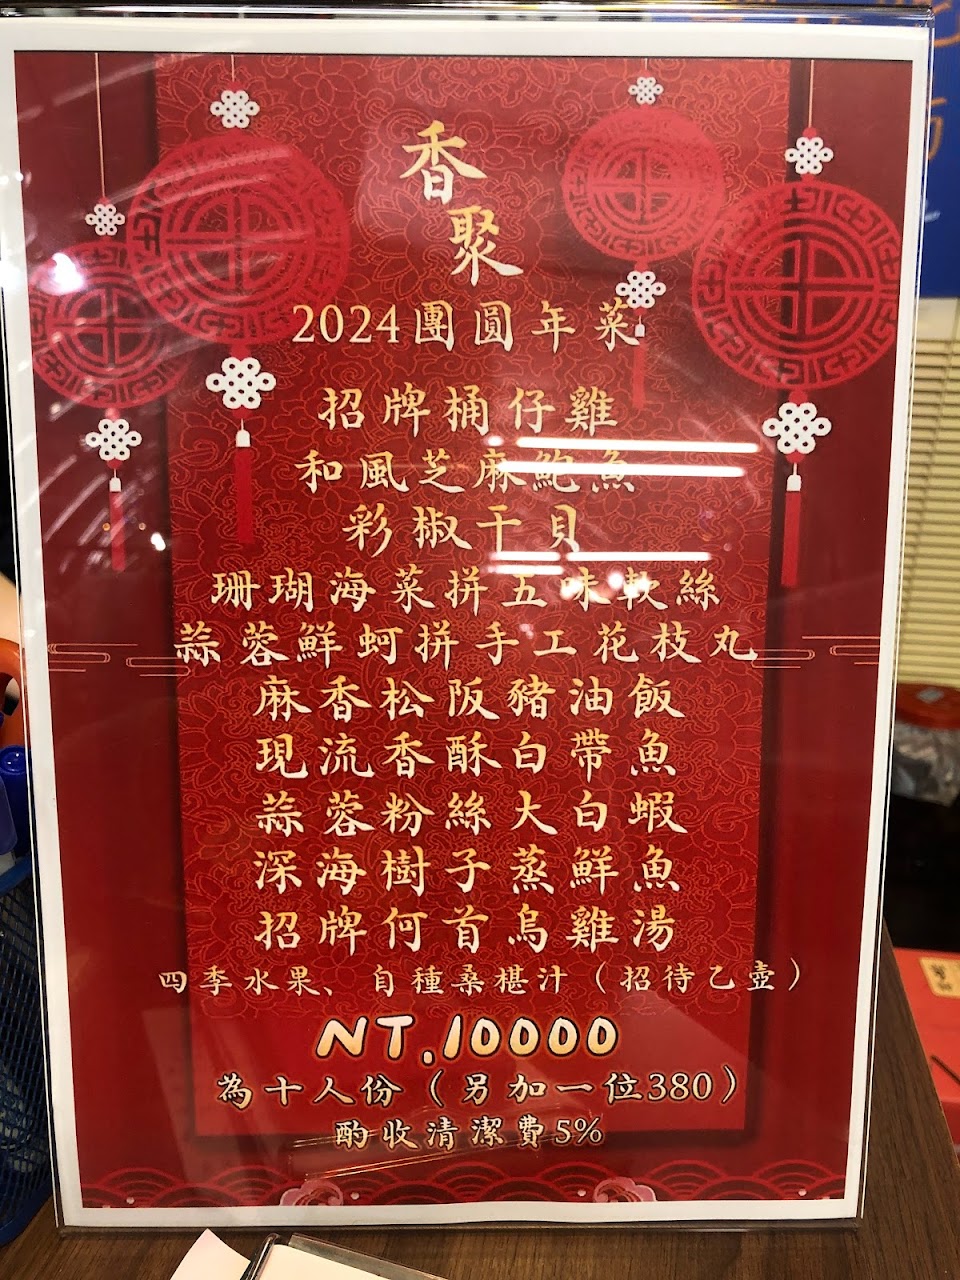 香
聚
2024團圓年菜
招牌桶仔雞
和風芝麻鮑魚
彩椒干貝
珊瑚海菜拼五味軟絲
蒜蓉鮮蚵拼手工花枝丸
麻香松阪豬油飯
現流香酥白帶魚
蒜蓉粉絲大白蝦
深海樹子蒸鮮魚
招牌何首烏雞湯
四季水果、自種桑椹汁（招待乙壺）
NT.10000
為十人份（另加一位380）
酌收清潔費5%